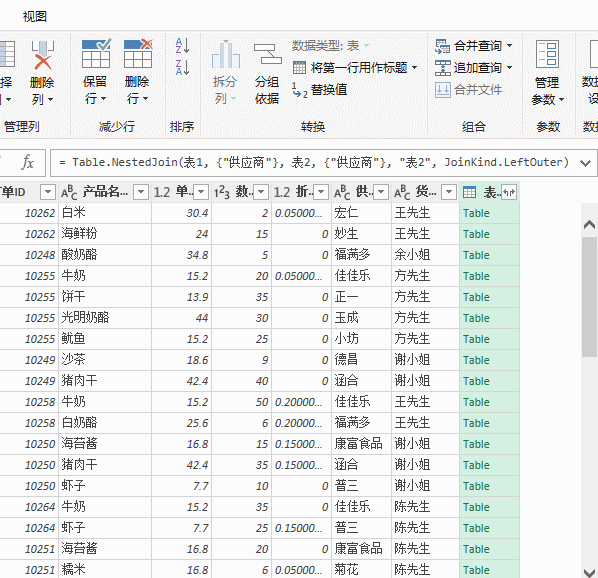 视图
择
删除
列
保留
行
删除
行
拆分
列
分组
依据
数据类型: 表
将第一行用作标题
替换值
合并查询
追加查询
合并文件
管理
参数
数据
设
管理列
减少行
排序
转换
组合
参数
数据
fx = Table.NestedJoin(表1, {"供应商"}, 表2, {"供应商"}, "表2", JoinKind.LeftOuter)
单ID ABC 产品名... 1.2 单.. 123 数.. 1.2 折.. ABC 供.. ABC 货.. 表..
10262 白米 30.4 2 0.05000... 宏仁 王先生 Table
10262 海鲜粉 24 15 0 妙生 王先生 Table
10248 酸奶酪 34.8 5 0 福满多 余小姐 Table
10255 牛奶 15.2 20 0.05000... 佳佳乐 方先生 Table
10255 饼干 13.9 35 0 正一 方先生 Table
10255 光明奶酪 44 30 0 玉成 方先生 Table
10255 鱿鱼 15.2 25 0 小坊 方先生 Table
10249 沙茶 18.6 9 0 德昌 谢小姐 Table
10249 猪肉干 42.4 40 0 涵合 谢小姐 Table
10258 牛奶 15.2 50 0.20000... 佳佳乐 王先生 Table
10258 白奶酪 25.6 6 0.20000... 福满多 王先生 Table
10250 海苔酱 16.8 15 0.15000... 康富食品 谢小姐 Table
10250 猪肉干 42.4 35 0.15000... 涵合 谢小姐 Table
10250 虾子 7.7 10 0 普三 谢小姐 Table
10264 牛奶 15.2 35 0 佳佳乐 陈先生 Table
10264 虾子 7.7 25 0.15000... 普三 陈先生 Table
10251 海苔酱 16.8 20 0 康富食品 陈先生 Table
10251 糯米 16.8 6 0.05000... 菊花 陈先生 Table